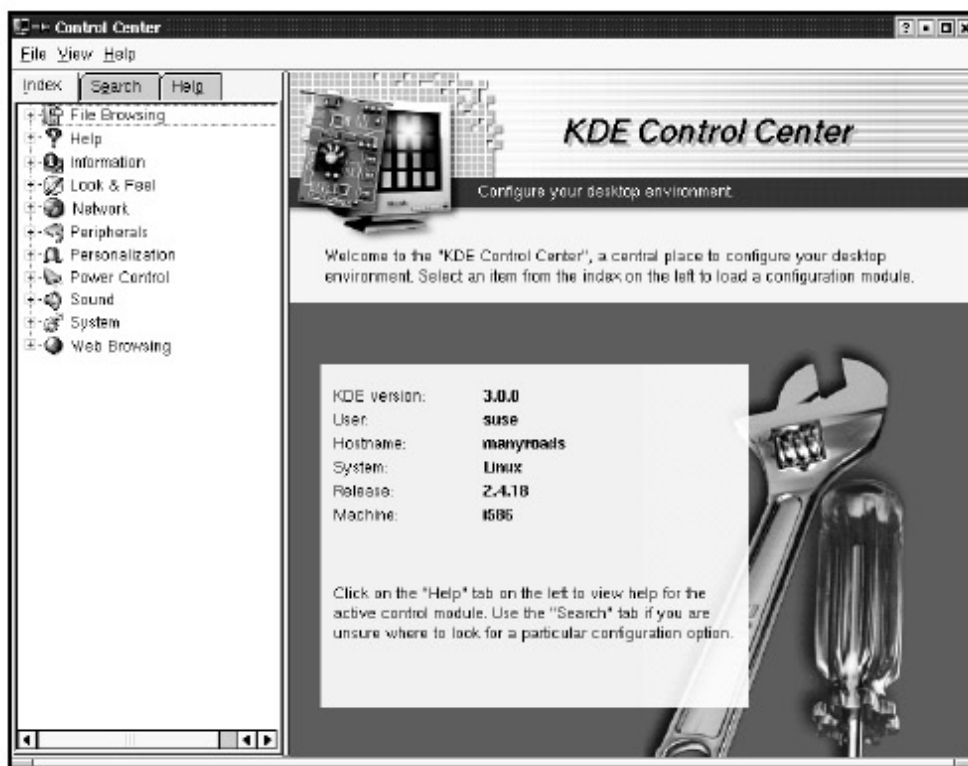 Control Center
File View Help
Index Search Help
File Browsing
Help
Information
Look & Feel
Network
Peripherals
Personalization
Power Control
Sound
System
Web Browsing
KDE Control Center
Configure your desktop environment.
Welcome to the "KDE Control Center", a central place to configure your desktop
environment. Select an item from the index on the left to load a configuration module.
KDE version: 3.0.0
User: suse
Hostname: manyroads
System: Linux
Release: 2.4.18
Machine: i586
Click on the "Help" tab on the left to view help for the
active control module. Use the "Search" tab if you are
unsure where to look for a particular configuration option.